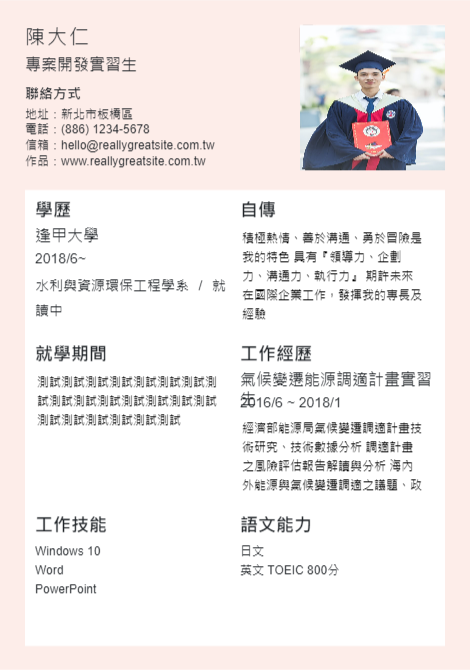 陳大仁
專案開發實習生
聯絡方式
地址：新北市板橋區
電話：(886) 1234-5678
信箱：hello@reallygreatsite.com.tw
作品：www.reallygreatsite.com.tw
學歷
逢甲大學
2018/6~
水利與資源環保工程學系 / 就
讀中
自傳
積極熱情、善於溝通、勇於冒險是
我的特色 具有『領導力、企劃
力、溝通力、執行力』 期許未來
在國際企業工作，發揮我的專長及
經驗
就學期間
測試測試測試測試測試測試測試測
試測試測試測試測試測試測試測試
測試測試測試測試測試測試
工作經歷
氣候變遷能源調適計畫實習
生
2016/6 ~ 2018/1
經濟部能源局氣候變遷調適計畫技
術研究、技術數據分析 調適計畫
之風險評估報告解讀與分析 海內
外能源與氣候變遷調適之議題、政
工作技能
Windows 10
Word
PowerPoint
語文能力
日文
英文 TOEIC 800分